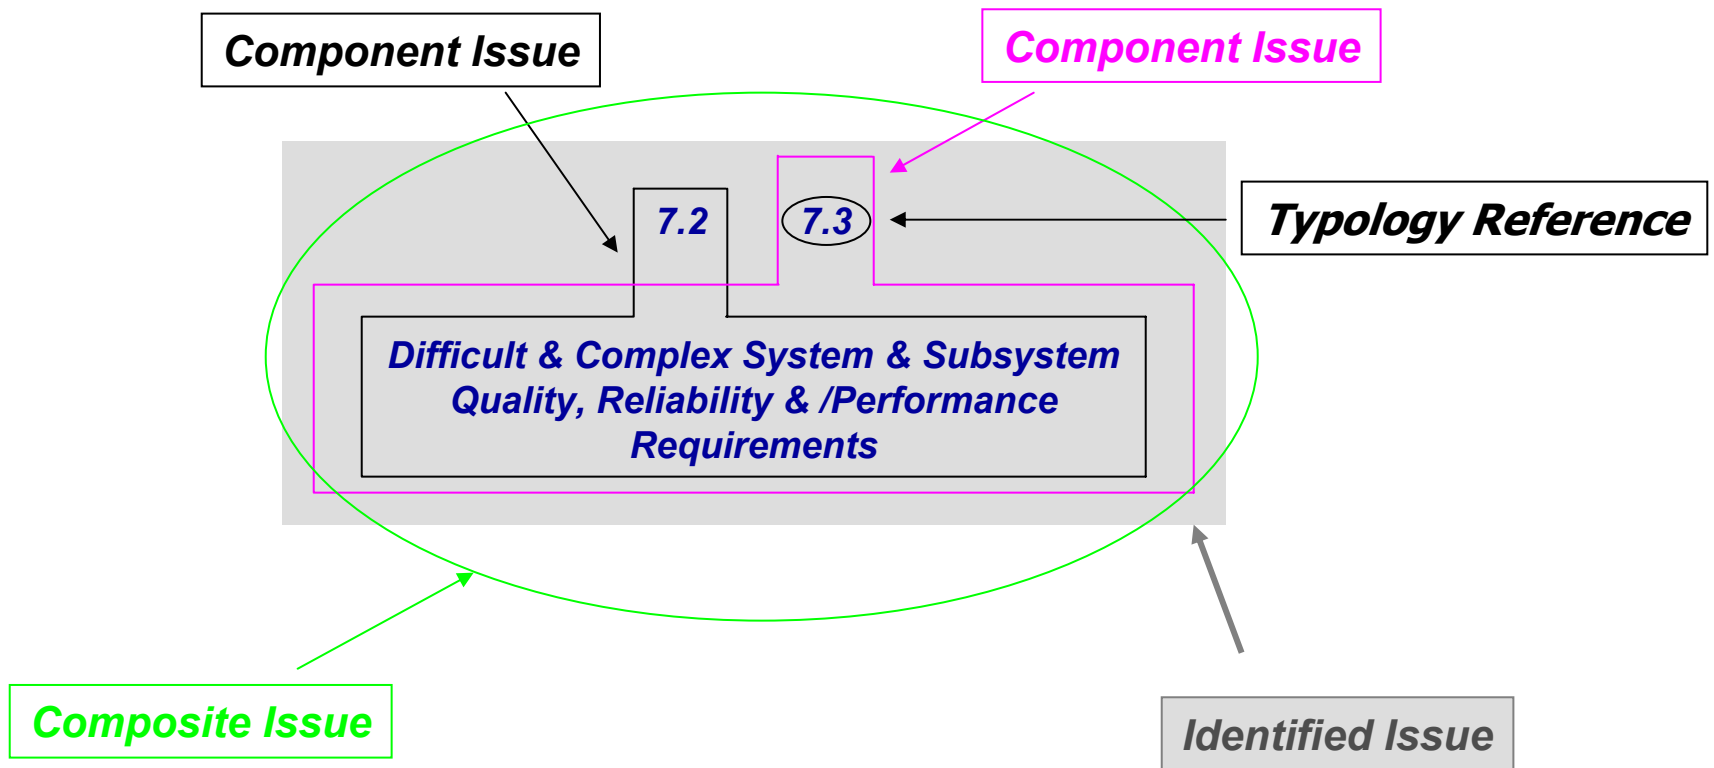 Component Issue
Component Issue
7.2
7.3
Typology Reference
Difficult & Complex System & Subsystem
Quality, Reliability & /Performance
Requirements
Composite Issue
Identified Issue